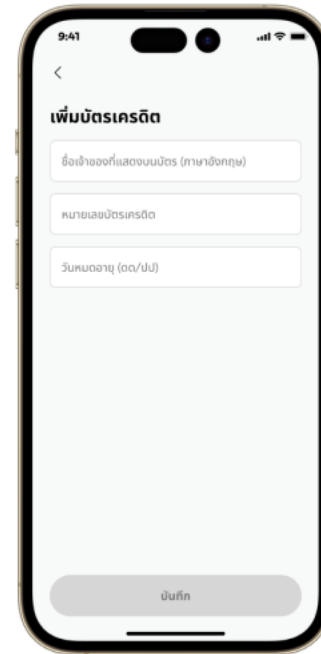 9:41
เพิ่มบัตรเครดิต
ชื่อเจ้าของที่แสดงบนบัตร (ภาษาอังกฤษ)
หมายเลขบัตรเครดิต
วันหมดอายุ (ดด/ปป)
บันทึก